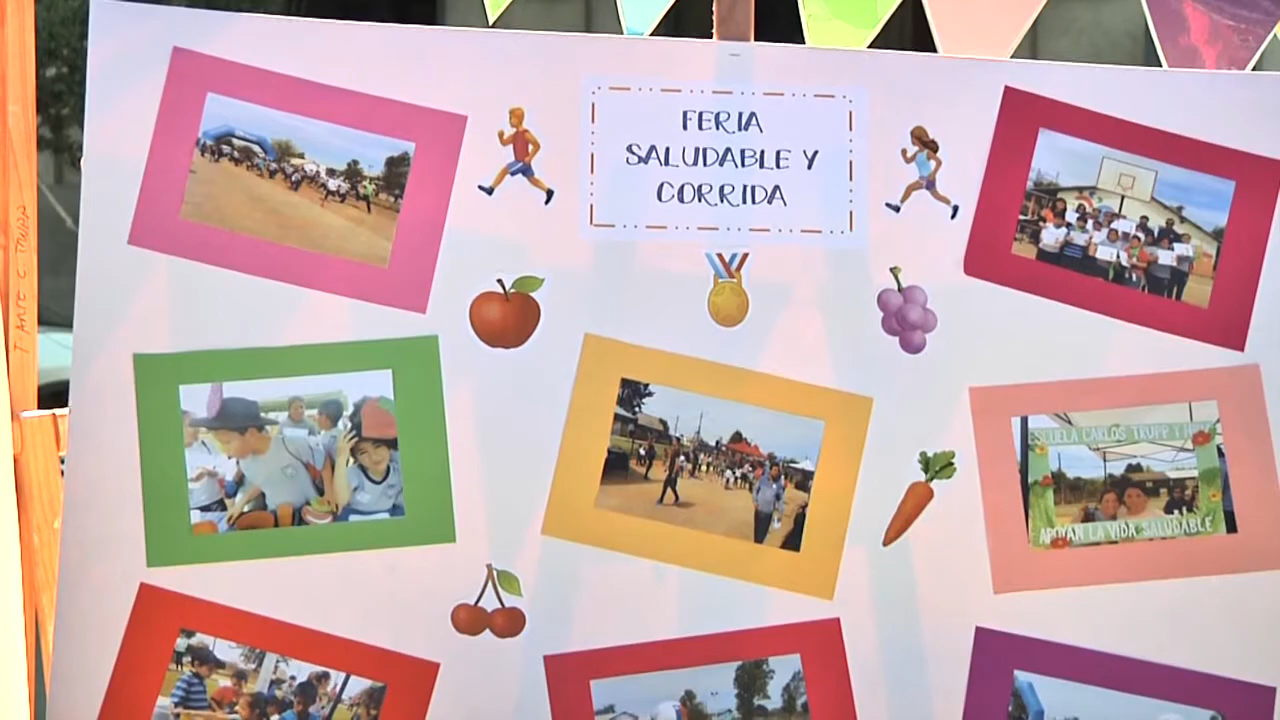 FERIA
SALUDABLE Y
CORRIDA
ESCUELA CARLOS TRUPP Y
APOYAN LA VIDA SALUDABLE